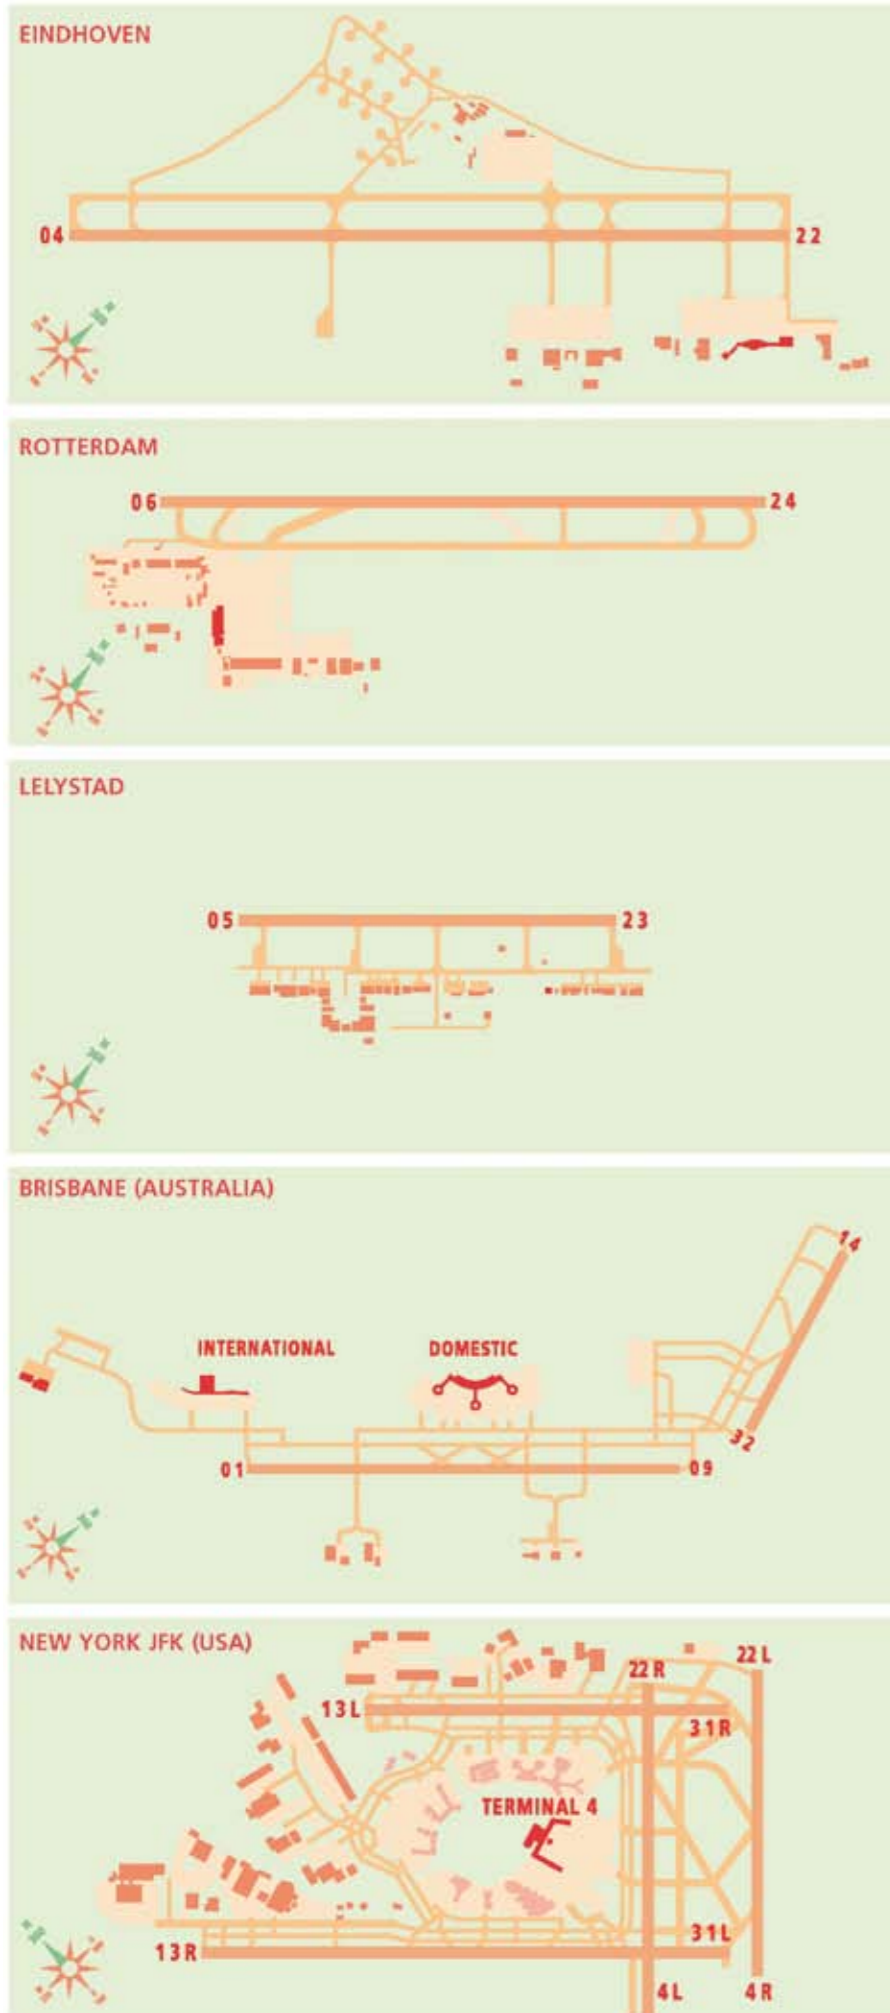 EINDHOVEN
04 22
ROTTERDAM
06 24
LELYSTAD
05 23
BRISBANE (AUSTRALIA)
14
INTERNATIONAL DOMESTIC
32
01 09
NEW YORK JFK (USA)
22R 22L
13L
31R
TERMINAL 4
31L
13R
4L 4R